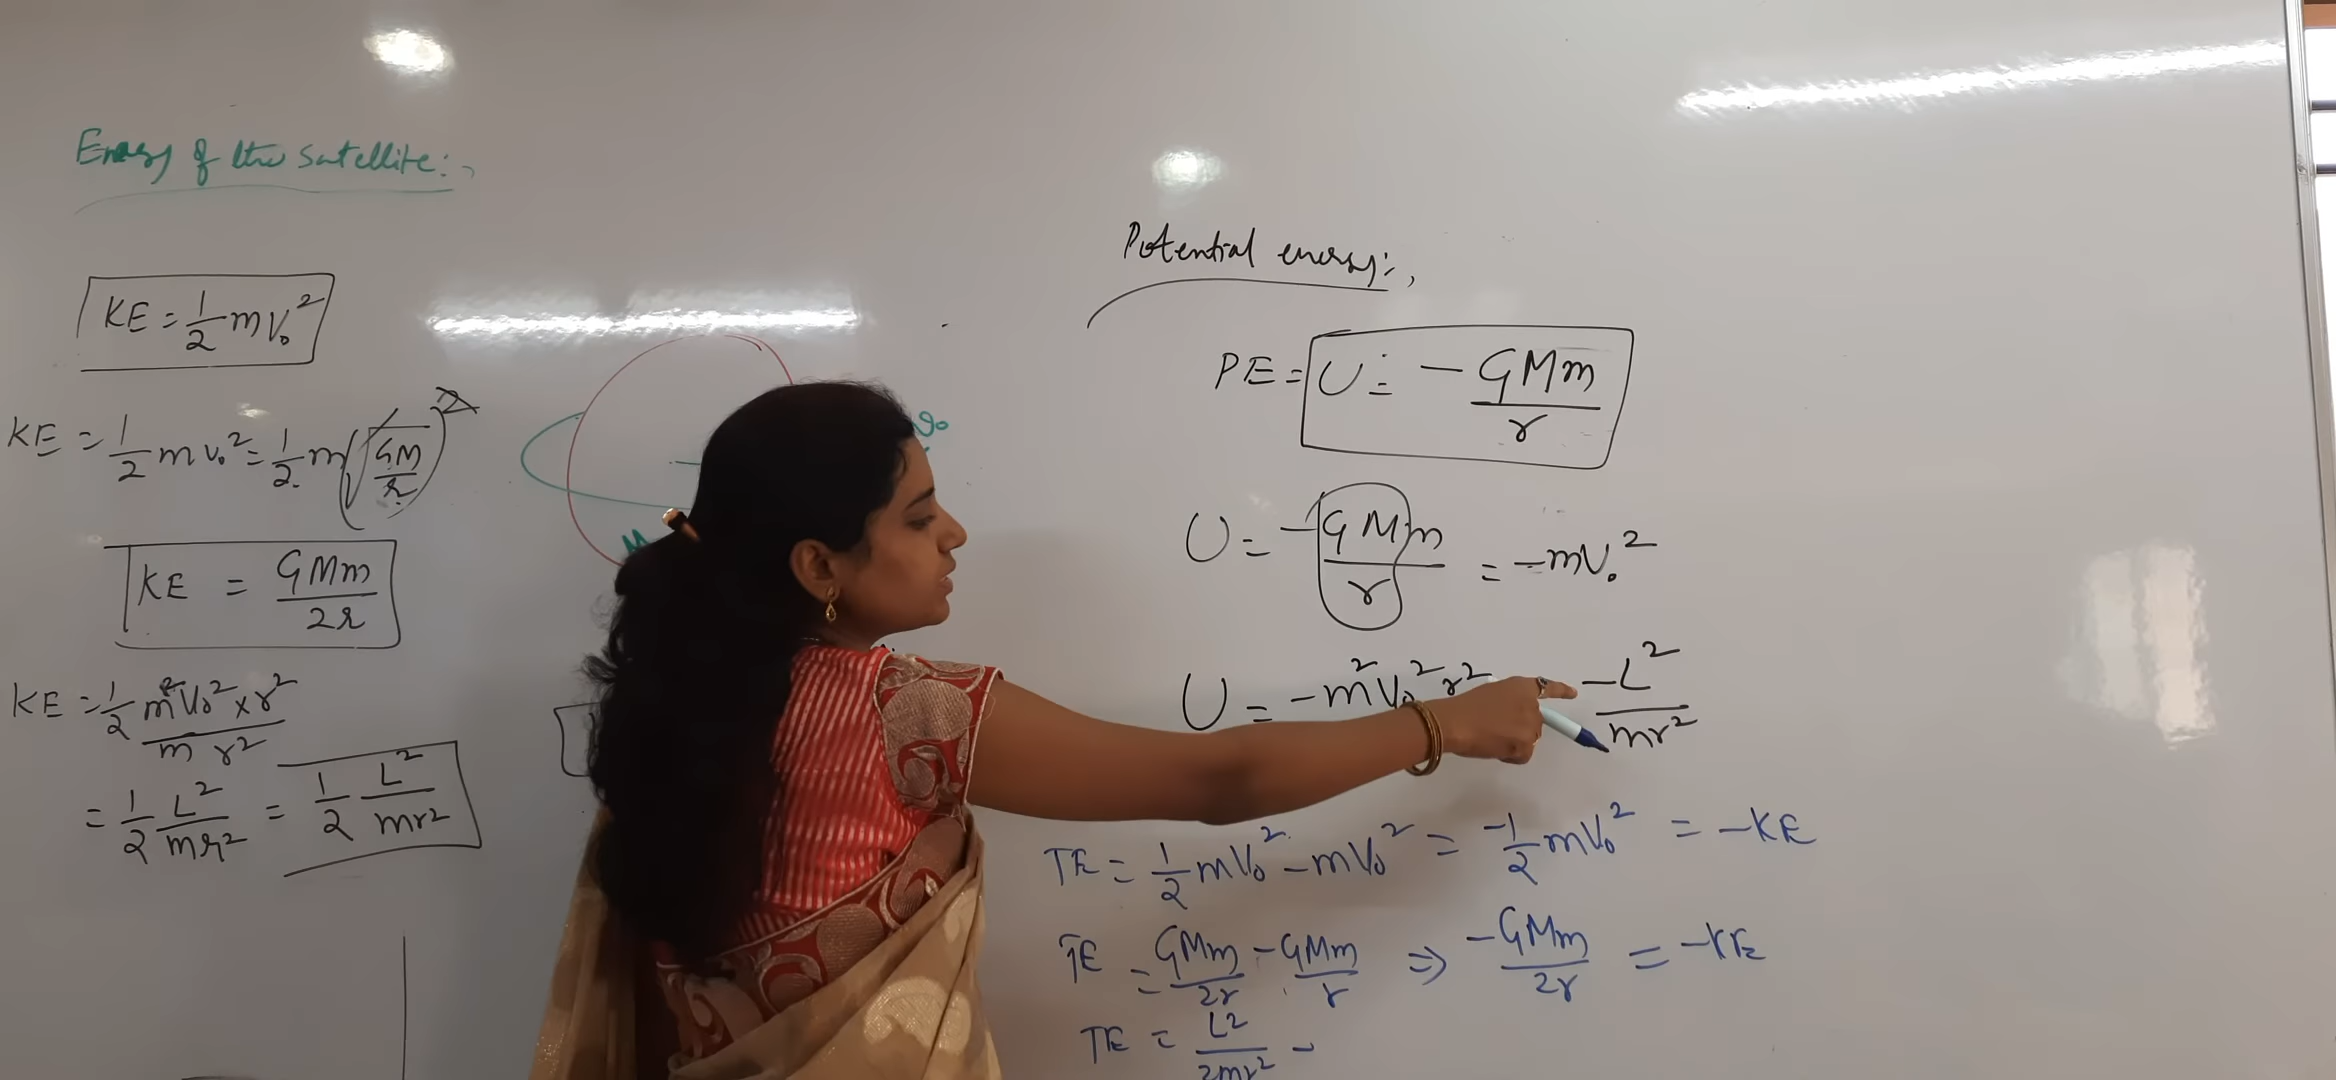 Energy of the satellite:,
KE = 1/2 mV₀²
KE = 1/2 mv₀² = 1/2 m(√(GM/r))²
KE = GMm/2r
KE = 1/2 m²V₀² × r² / m r²
= 1/2 L²/mr² = 1/2 L²/mr²
M
v₀
Potential energy:,
PE = U = - GMm/r
U = - GMm/r = -mV₀²
U = -m²V₀²r² -L²/mr²
TE = 1/2 mV₀² - mV₀² = -1/2 mV₀² = -KE
TE = GMm/2r - GMm/r ⇒ -GMm/2r = -KE
TE = L²/2mr² -